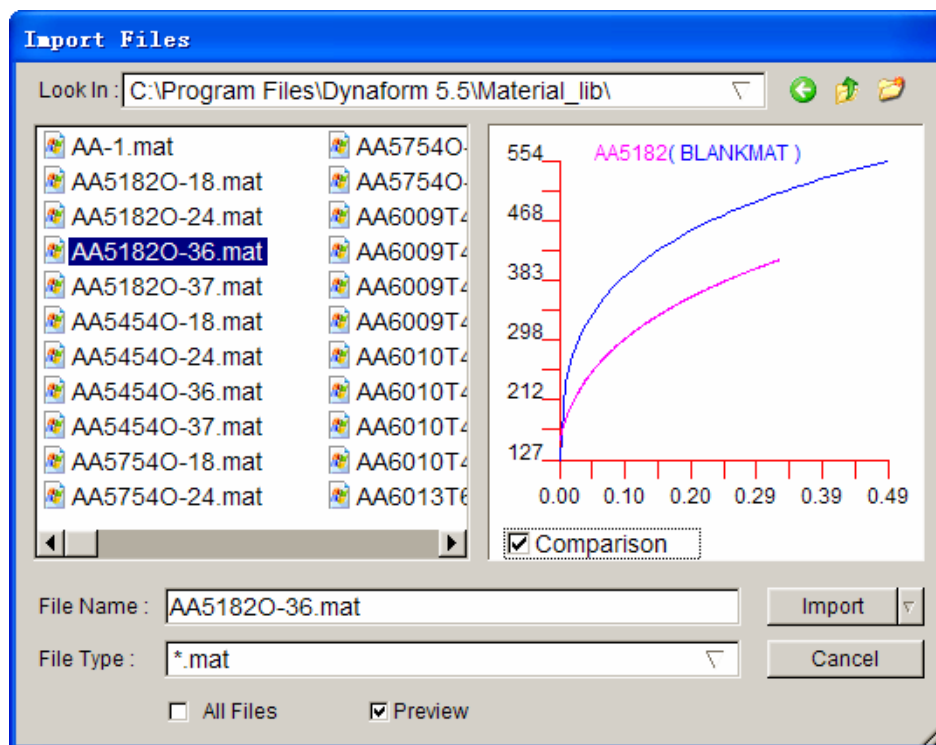 Import Files
Look In : C:\Program Files\Dynaform 5.5\Material_lib\
AA-1.mat
AA5182O-18.mat
AA5182O-24.mat
AA5182O-36.mat
AA5182O-37.mat
AA5454O-18.mat
AA5454O-24.mat
AA5454O-36.mat
AA5454O-37.mat
AA5754O-18.mat
AA5754O-24.mat
AA5754O-
AA5754O-
AA6009T4
AA6009T4
AA6009T4
AA6009T4
AA6010T4
AA6010T4
AA6010T4
AA6010T4
AA6013T6
AA5182( BLANKMAT )
554
468
383
298
212
127
0.00 0.10 0.20 0.29 0.39 0.49
Comparison
File Name : AA5182O-36.mat
Import
File Type : *.mat
Cancel
All Files Preview